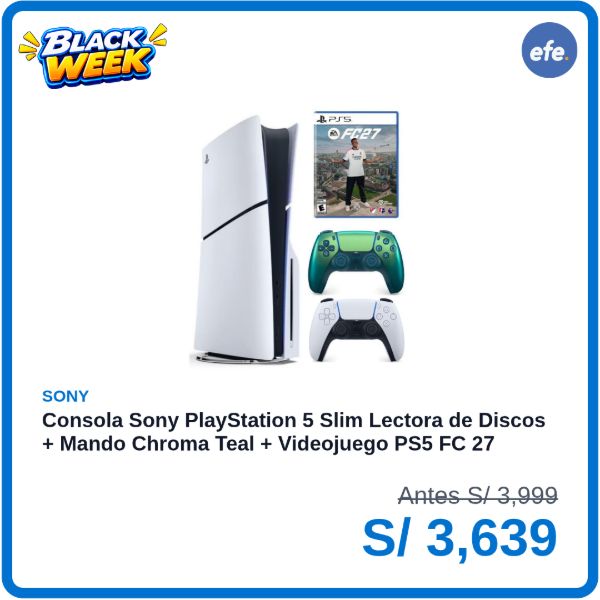 BLACK
WEEK
efe.
PS5
EA FC27
E
SONY
Consola Sony PlayStation 5 Slim Lectora de Discos
+ Mando Chroma Teal + Videojuego PS5 FC 27
Antes S/ 3,999
S/ 3,639